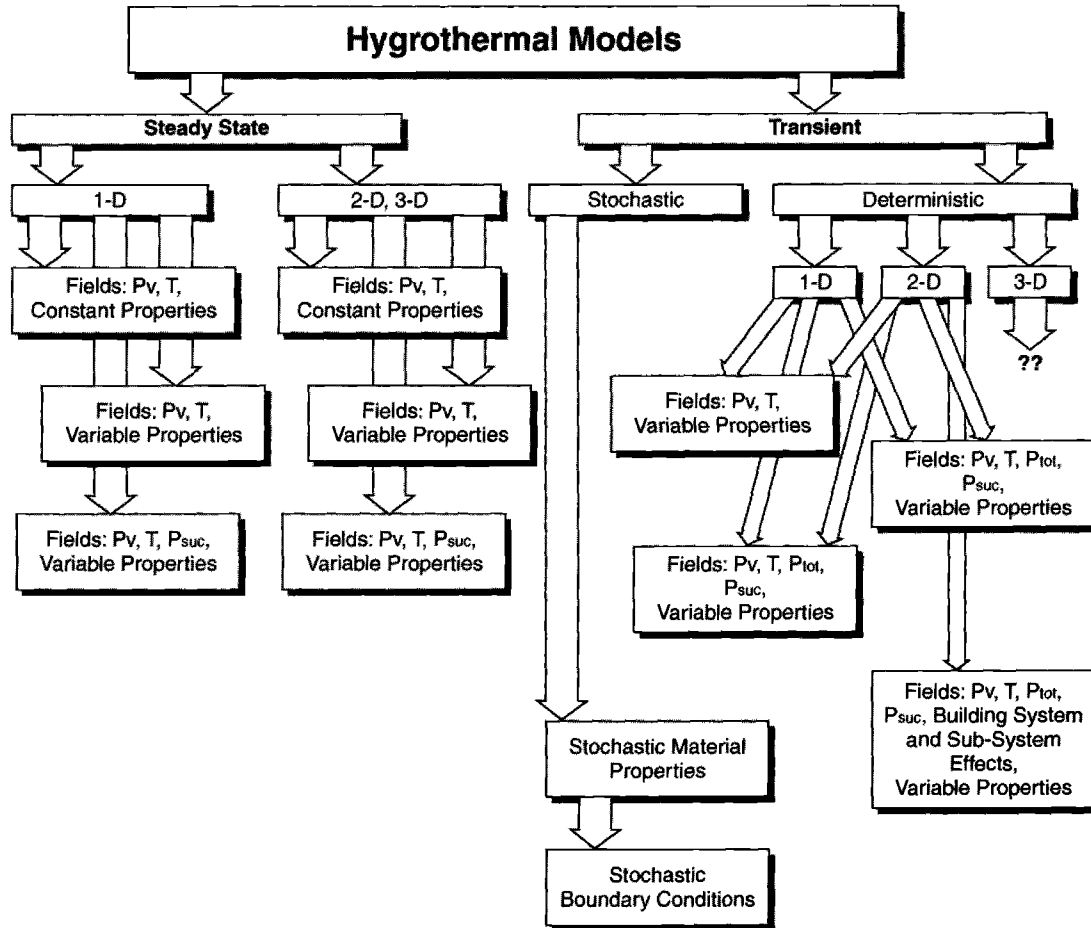 Hygrothermal Models
Steady State
Transient
1-D
2-D, 3-D
Stochastic
Deterministic
1-D
2-D
3-D
Fields: Pv, T,
Constant Properties
Fields: Pv, T,
Constant Properties
??
Fields: Pv, T,
Variable Properties
Fields: Pv, T,
Variable Properties
Fields: Pv, T,
Variable Properties
Fields: Pv, T, Ptot,
Psuc,
Variable Properties
Fields: Pv, T, Psuc,
Variable Properties
Fields: Pv, T, Psuc,
Variable Properties
Fields: Pv, T, Ptot,
Psuc,
Variable Properties
Fields: Pv, T, Ptot,
Psuc, Building System
and Sub-System
Effects,
Variable Properties
Stochastic Material
Properties
Stochastic
Boundary Conditions